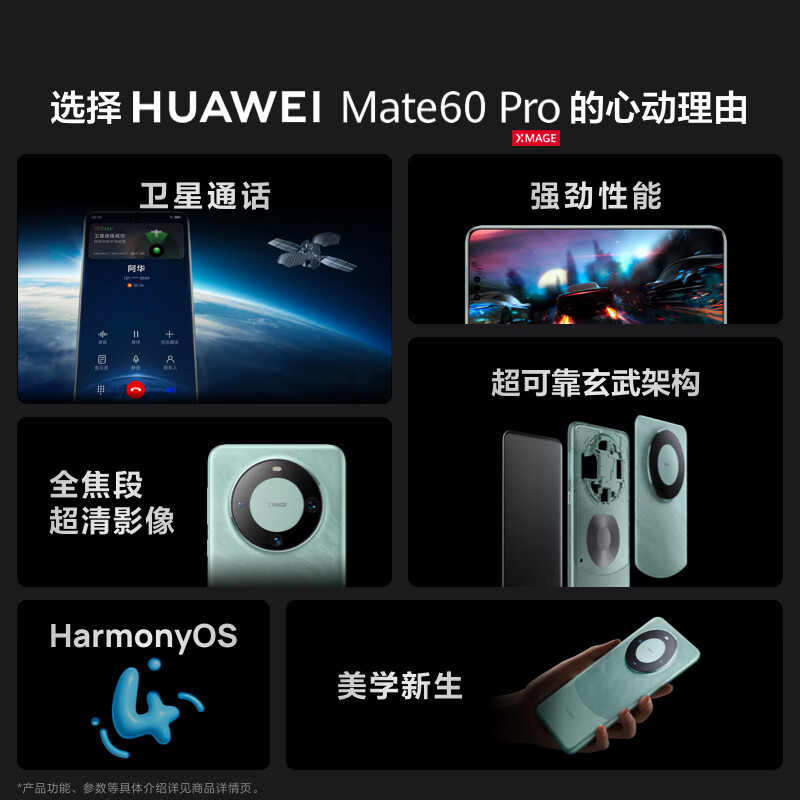 选择 HUAWEI Mate60 Pro 的心动理由
XMAGE
卫星通话
阿华
强劲性能
超可靠玄武架构
全焦段
超清影像
XMAGE
HarmonyOS
4
美学新生
*产品功能、参数等具体介绍详见商品详情页。